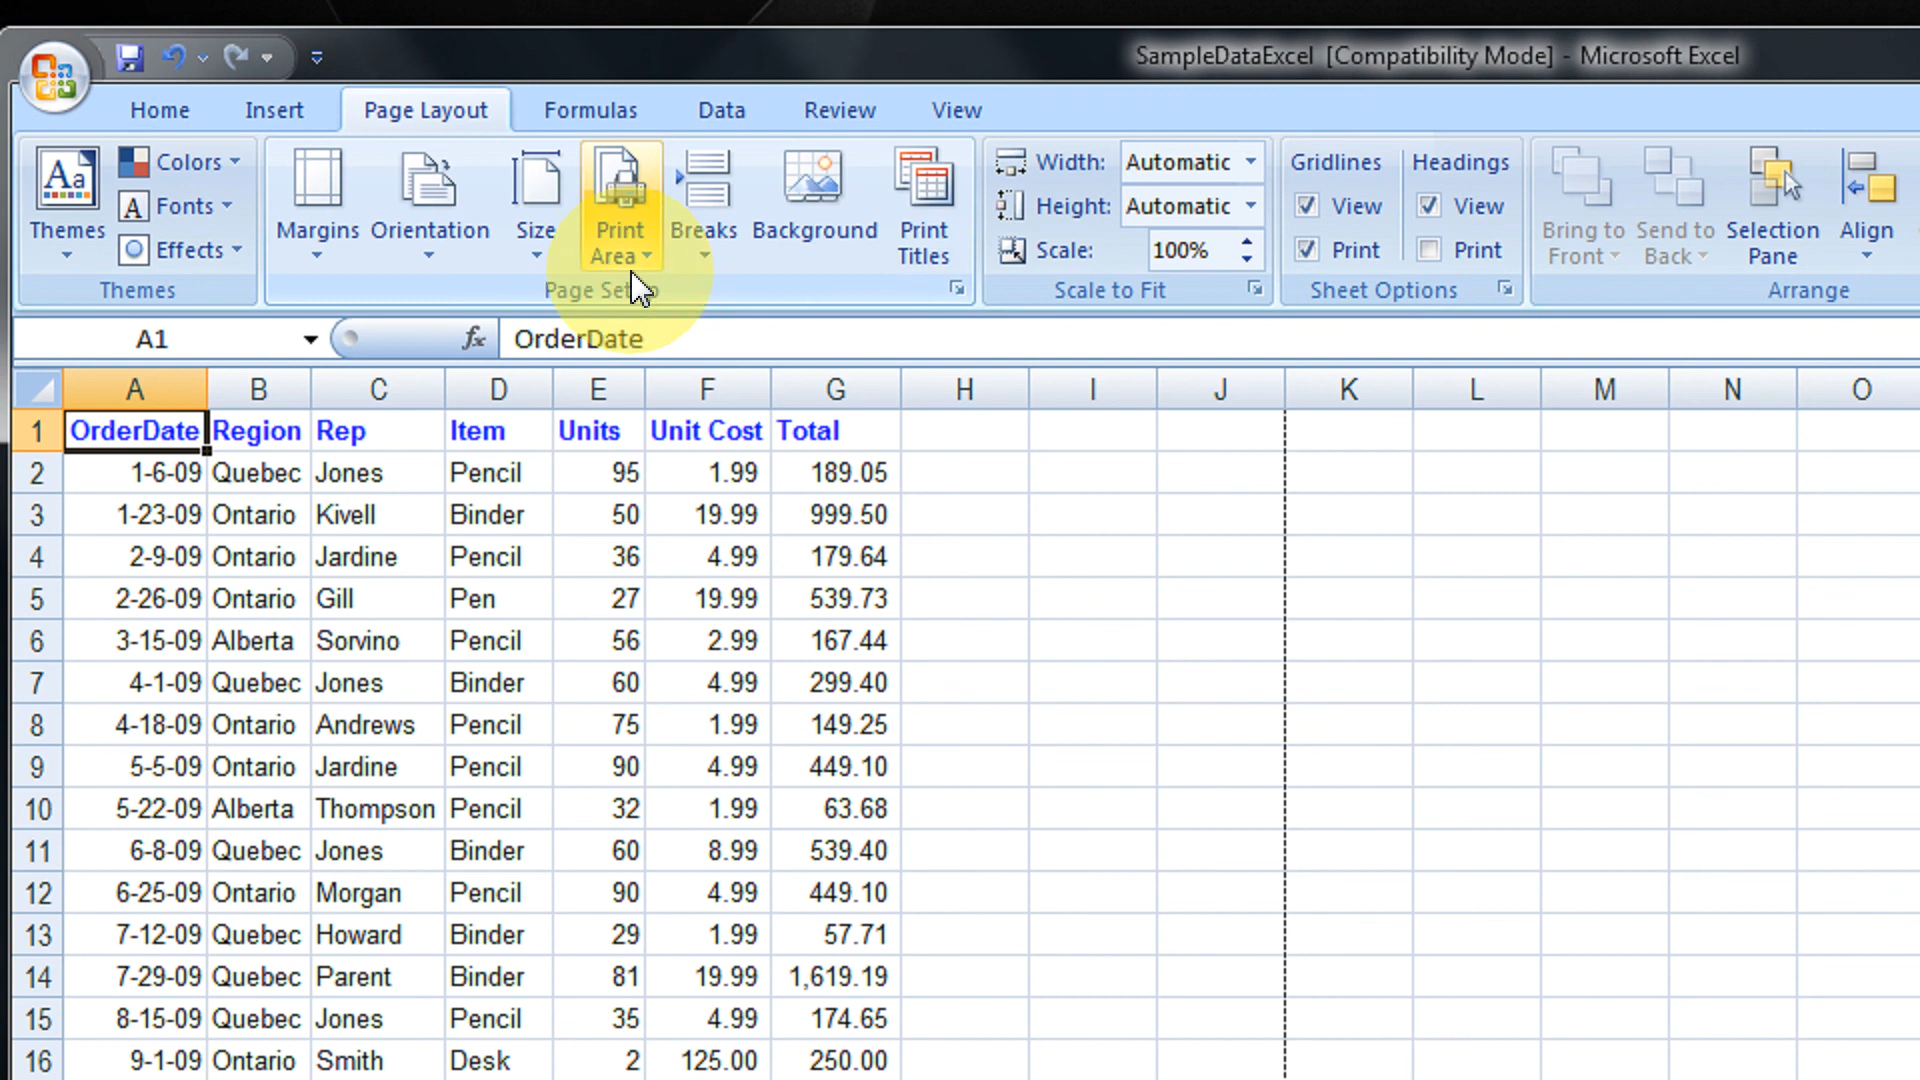 SampleDataExcel [Compatibility Mode] - Microsoft Excel
Home Insert Page Layout Formulas Data Review View
Themes Colors Fonts Effects Themes
Margins Orientation Size Print Area Breaks Background Print Titles
Width: Automatic
Height: Automatic
Scale: 100%
Scale to Fit
Gridlines View Print
Headings View Print
Sheet Options
Bring to Front Send to Back Selection Pane Align
Arrange
A1 fx OrderDate
A B C D E F G H I J K L M N O
1 OrderDate Region Rep Item Units Unit Cost Total
2 1-6-09 Quebec Jones Pencil 95 1.99 189.05
3 1-23-09 Ontario Kivell Binder 50 19.99 999.50
4 2-9-09 Ontario Jardine Pencil 36 4.99 179.64
5 2-26-09 Ontario Gill Pen 27 19.99 539.73
6 3-15-09 Alberta Sorvino Pencil 56 2.99 167.44
7 4-1-09 Quebec Jones Binder 60 4.99 299.40
8 4-18-09 Ontario Andrews Pencil 75 1.99 149.25
9 5-5-09 Ontario Jardine Pencil 90 4.99 449.10
10 5-22-09 Alberta Thompson Pencil 32 1.99 63.68
11 6-8-09 Quebec Jones Binder 60 8.99 539.40
12 6-25-09 Ontario Morgan Pencil 90 4.99 449.10
13 7-12-09 Quebec Howard Binder 29 1.99 57.71
14 7-29-09 Quebec Parent Binder 81 19.99 1,619.19
15 8-15-09 Quebec Jones Pencil 35 4.99 174.65
16 9-1-09 Ontario Smith Desk 2 125.00 250.00